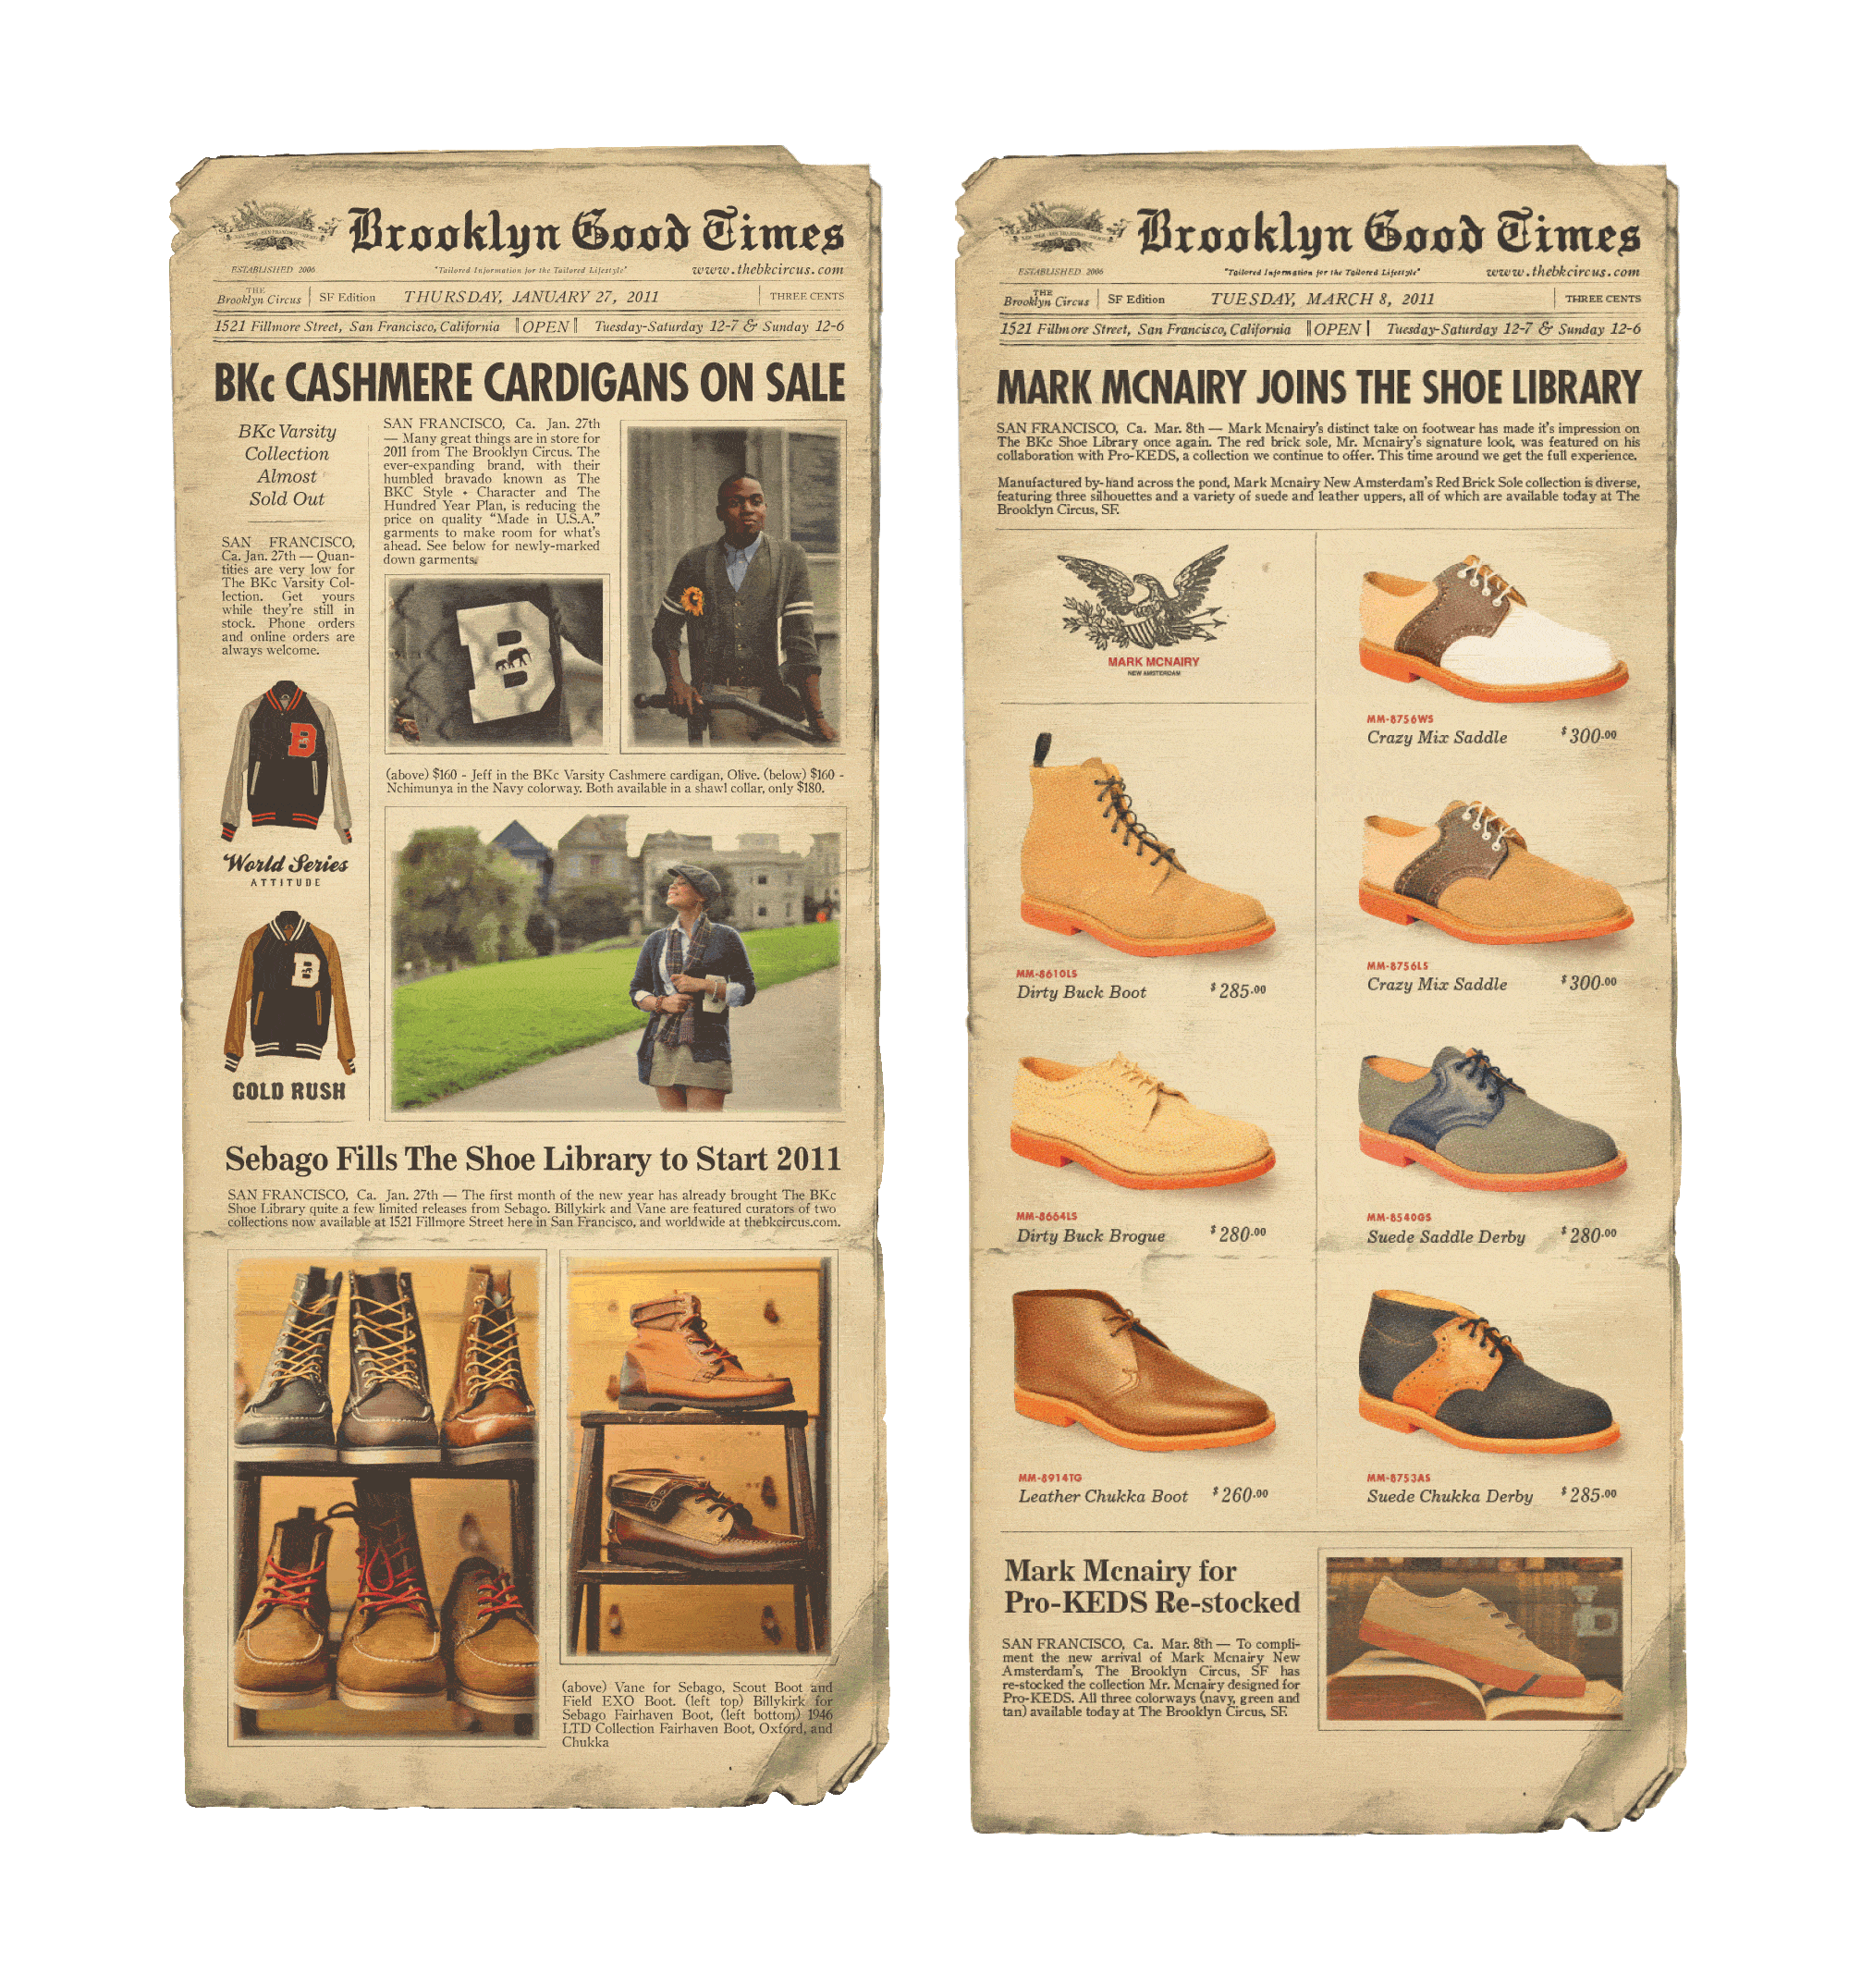 Brooklyn Good Times
ESTABLISHED 2006
"Tailored Information for the Tailored Lifestyle"
www.thebkcircus.com
THE
Brooklyn Circus
SF Edition
THURSDAY, JANUARY 27, 2011
THREE CENTS
1521 Fillmore Street, San Francisco, California
OPEN
Tuesday-Saturday 12-7 & Sunday 12-6
BKc CASHMERE CARDIGANS ON SALE
BKc Varsity
Collection
Almost
Sold Out
SAN FRANCISCO,
Ca. Jan. 27th — Quan-
tities are very low for
The BKc Varsity Col-
lection. Get yours
while they're still in
stock. Phone orders
and online orders are
always welcome.
B
World Series
ATTITUDE
B
GOLD RUSH
SAN FRANCISCO, Ca. Jan. 27th
— Many great things are in store for
2011 from The Brooklyn Circus. The
ever-expanding brand, with their
humbled bravado known as The
BKC Style + Character and The
Hundred Year Plan, is reducing the
price on quality "Made in U.S.A."
garments to make room for what's
ahead. See below for newly-marked
down garments.
B
(above) $160 - Jeff in the BKc Varsity Cashmere cardigan, Olive. (below) $160 -
Nchimunya in the Navy colorway. Both available in a shawl collar, only $180.
Sebago Fills The Shoe Library to Start 2011
SAN FRANCISCO, Ca. Jan. 27th — The first month of the new year has already brought The BKc
Shoe Library quite a few limited releases from Sebago. Billykirk and Vane are featured curators of two
collections now available at 1521 Fillmore Street here in San Francisco, and worldwide at thebkcircus.com.
(above) Vane for Sebago, Scout Boot and
Field EXO Boot. (left top) Billykirk for
Sebago Fairhaven Boot, (left bottom) 1946
LTD Collection Fairhaven Boot, Oxford, and
Chukka
Brooklyn Good Times
ESTABLISHED 2006
"Tailored Information for the Tailored Lifestyle"
www.thebkcircus.com
THE
Brooklyn Circus
SF Edition
TUESDAY, MARCH 8, 2011
THREE CENTS
1521 Fillmore Street, San Francisco, California
OPEN
Tuesday-Saturday 12-7 & Sunday 12-6
MARK MCNAIRY JOINS THE SHOE LIBRARY
SAN FRANCISCO, Ca. Mar. 8th — Mark Mcnairy's distinct take on footwear has made it's impression on
The BKc Shoe Library once again. The red brick sole, Mr. Mcnairy's signature look, was featured on his
collaboration with Pro-KEDS, a collection we continue to offer. This time around we get the full experience.
Manufactured by-hand across the pond, Mark Mcnairy New Amsterdam's Red Brick Sole collection is diverse,
featuring three silhouettes and a variety of suede and leather uppers, all of which are available today at The
Brooklyn Circus, SF.
MARK MCNAIRY
NEW AMSTERDAM
MM-8756WS
Crazy Mix Saddle $300.00
MM-8610LS
Dirty Buck Boot $285.00
MM-8756LS
Crazy Mix Saddle $300.00
MM-8664LS
Dirty Buck Brogue $280.00
MM-8540GS
Suede Saddle Derby $280.00
MM-8914TG
Leather Chukka Boot $260.00
MM-8753AS
Suede Chukka Derby $285.00
Mark Mcnairy for
Pro-KEDS Re-stocked
SAN FRANCISCO, Ca. Mar. 8th — To compli-
ment the new arrival of Mark Mcnairy New
Amsterdam's, The Brooklyn Circus, SF has
re-stocked the collection Mr. Mcnairy designed for
Pro-KEDS. All three colorways (navy, green and
tan) available today at The Brooklyn Circus, SF.